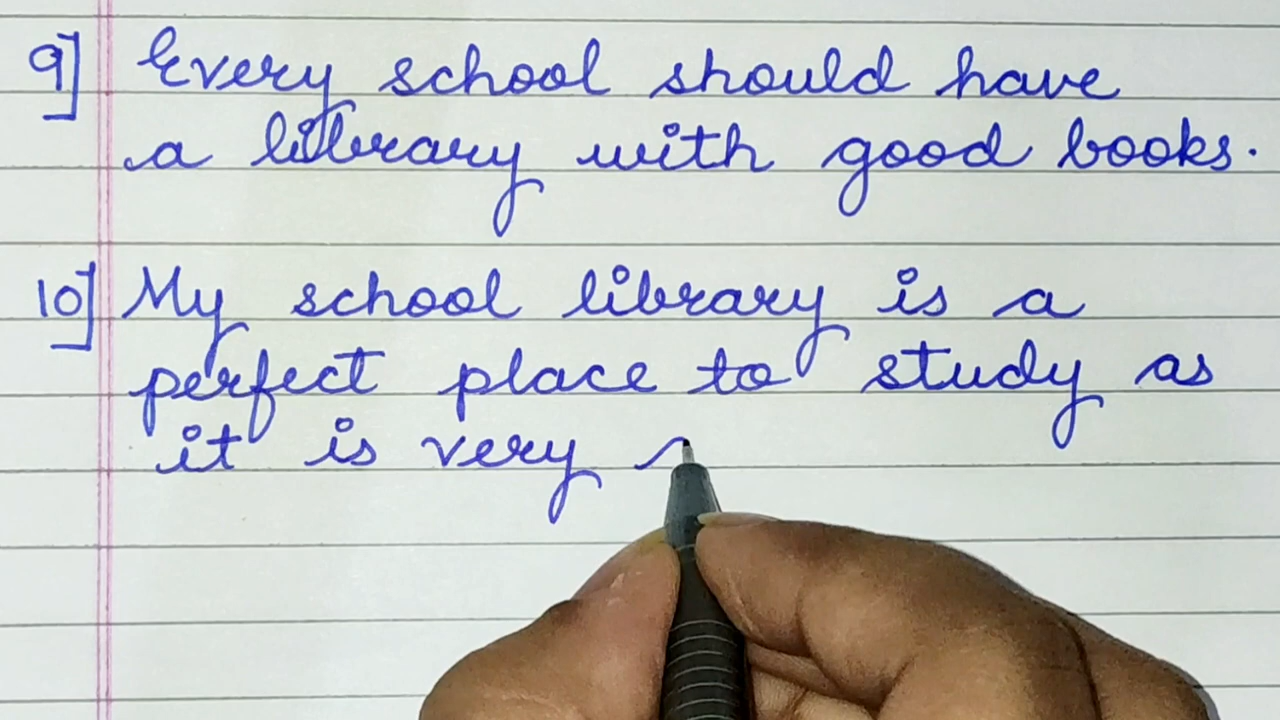 9] Every school should have
a library with good books.
10] My school library is a
perfect place to study as
it is very